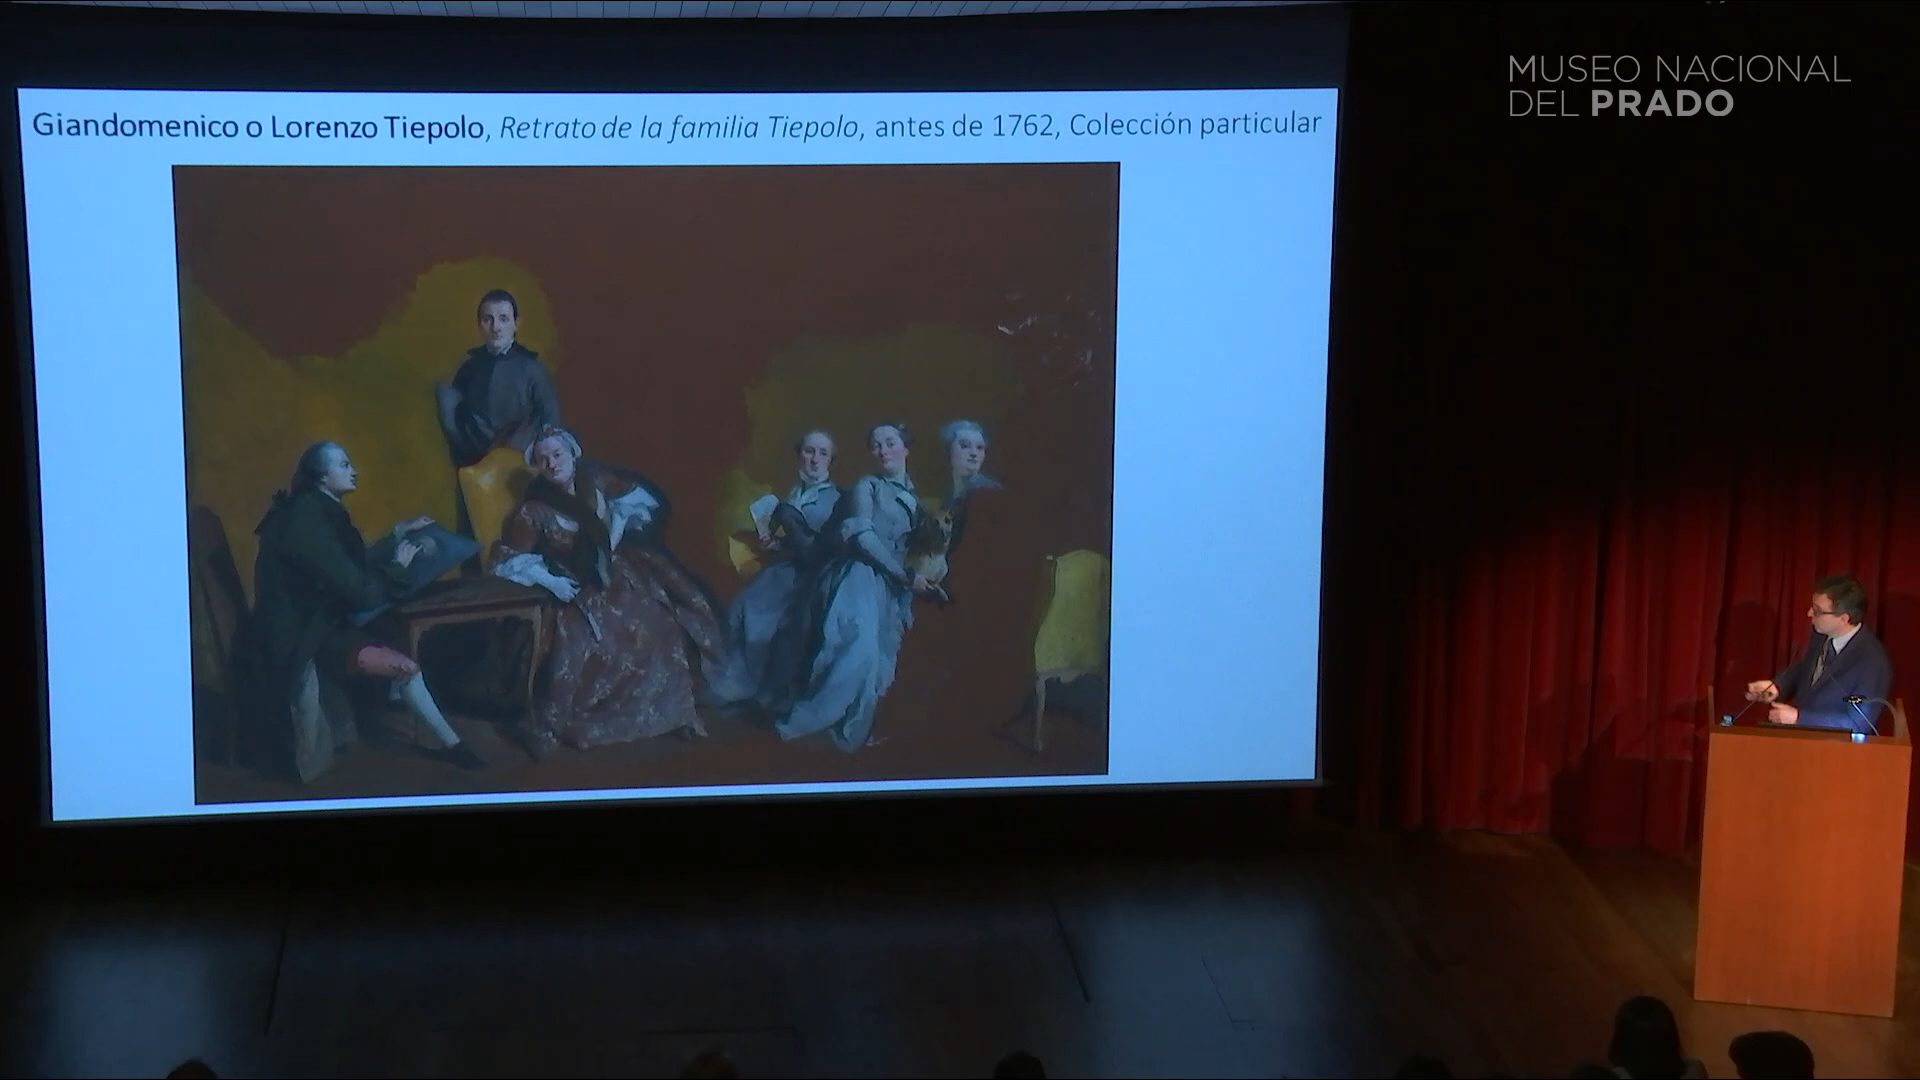 Giandomenico o Lorenzo Tiepolo, Retrato de la familia Tiepolo, antes de 1762, Colección particular
MUSEO NACIONAL
DEL PRADO